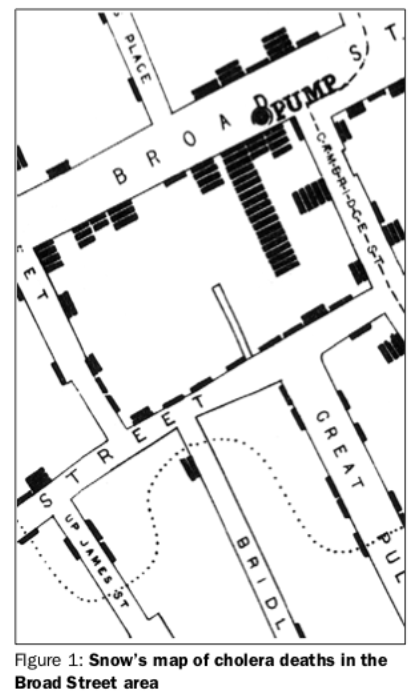 PLACE
BROAD ST.
PUMP
CAMBRIDGE ST
EET
STREET
GREAT
PUL
UP JAMES ST
BRIDL
Figure 1: Snow's map of cholera deaths in the
Broad Street area